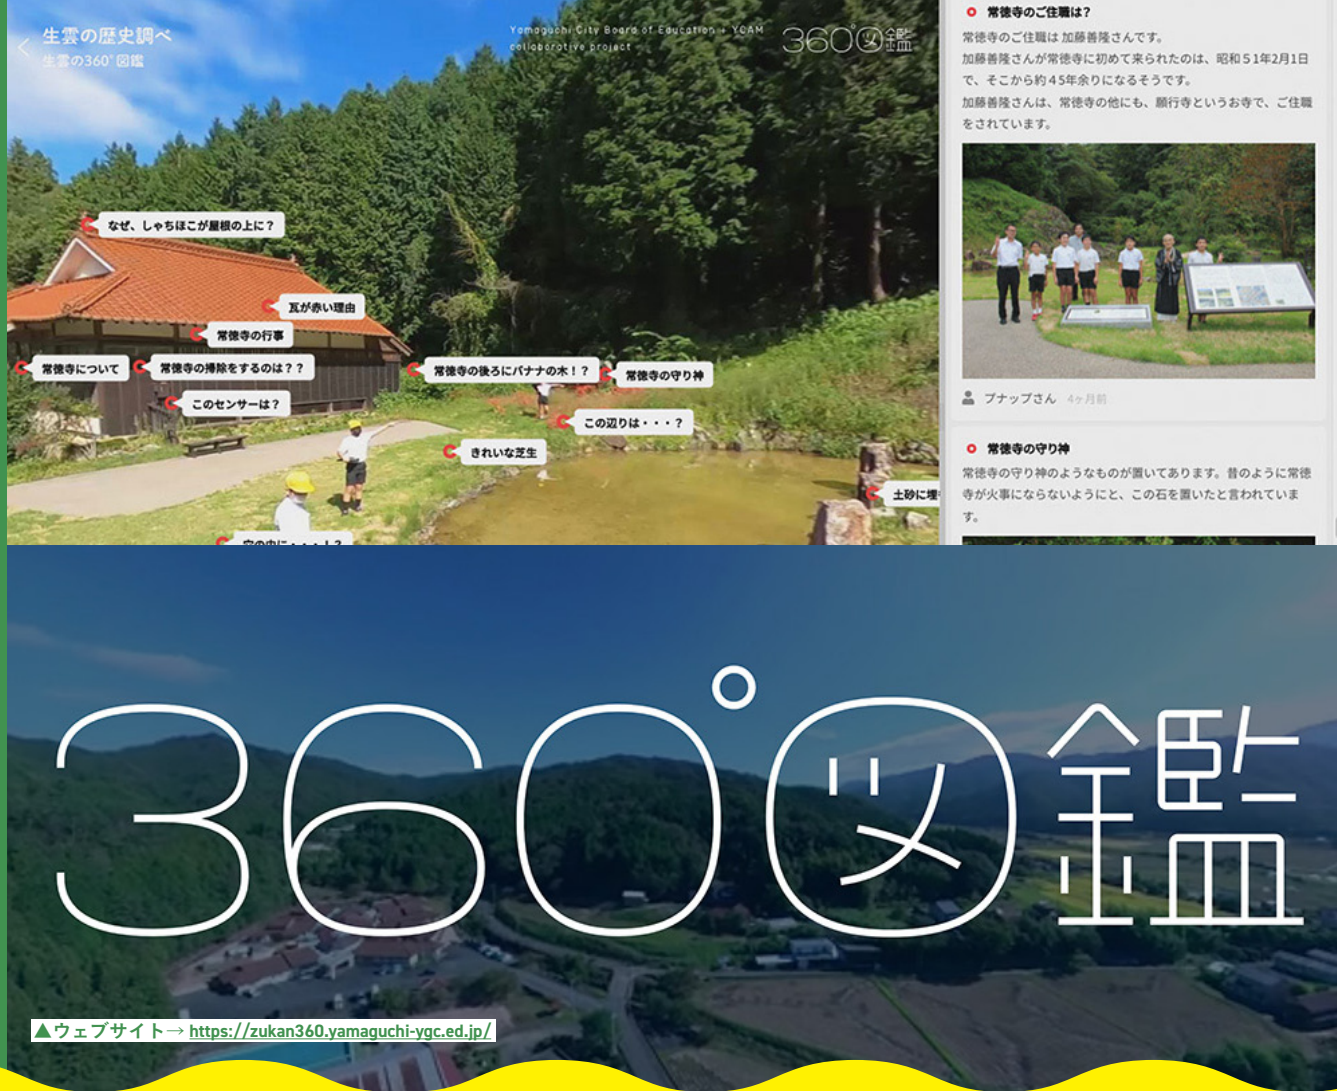 生雲の歴史調べ
生雲の360°図鑑
Yamaguchi City Board of Education + YCAM
collaborative project
360°図鑑
なぜ、しゃちほこが屋根の上に？
瓦が赤い理由
常徳寺の行事
常徳寺について
常徳寺の掃除をするのは？？
このセンサーは？
常徳寺の後ろにバナナの木！？
常徳寺の守り神
この辺りは・・・？
きれいな芝生
土砂に埋
穴の中に・・・！？
常徳寺のご住職は？
常徳寺のご住職は 加藤善隆さんです。
加藤善隆さんが常徳寺に初めて来られたのは、昭和５１年2月1日
で、そこから約４５年余りになるそうです。
加藤善隆さんは、常徳寺の他にも、願行寺というお寺で、ご住職
をされています。
プナップさん 4ヶ月前
常徳寺の守り神
常徳寺の守り神のようなものが置いてあります。昔のように常徳
寺が火事にならないようにと、この石を置いたと言われていま
す。
360°図鑑
▲ウェブサイト→ https://zukan360.yamaguchi-ygc.ed.jp/